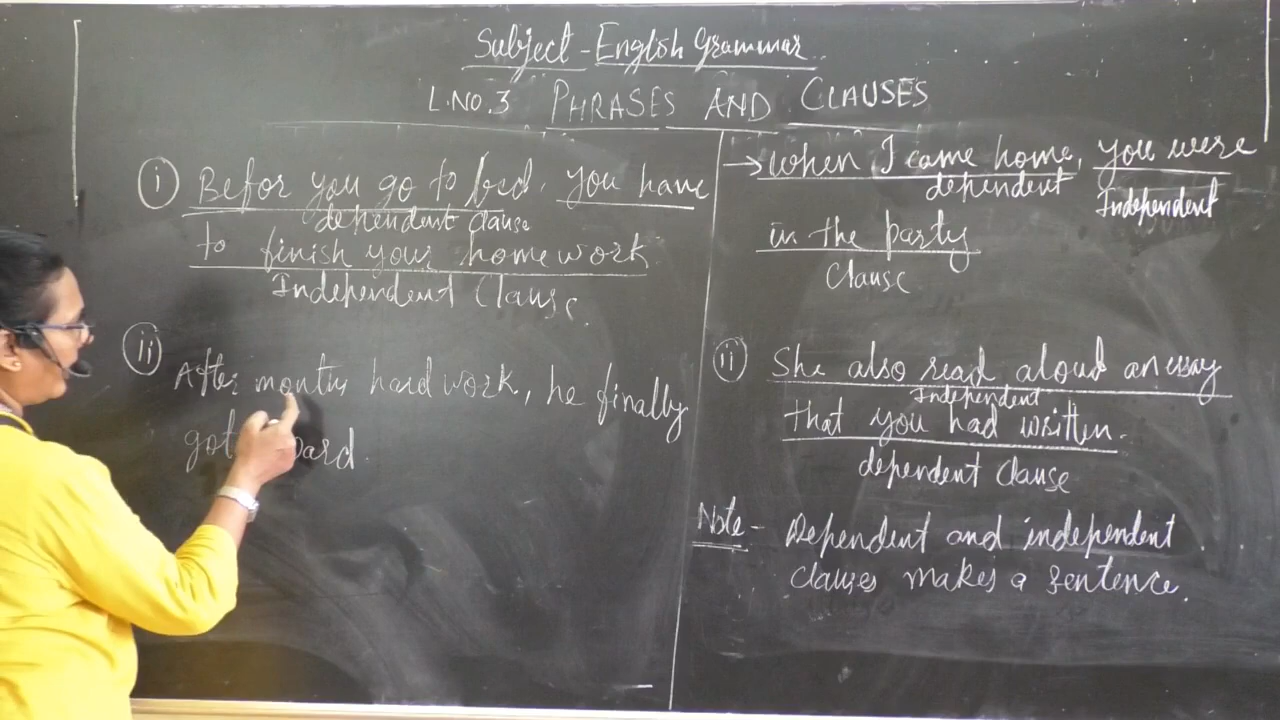 Subject - English Grammar
L.NO.3 PHRASES AND CLAUSES
i) Befor you go to bed, you have
dependent clause
to finish your homework.
Independent Clause.
ii) After months hard work, he finally
got
→ When I came home, you were
dependent Independent
in the party
Clause
ii) She also read aloud an essay
Independent
that you had written.
dependent clause
Note - Dependent and independent
clauses makes a sentence.